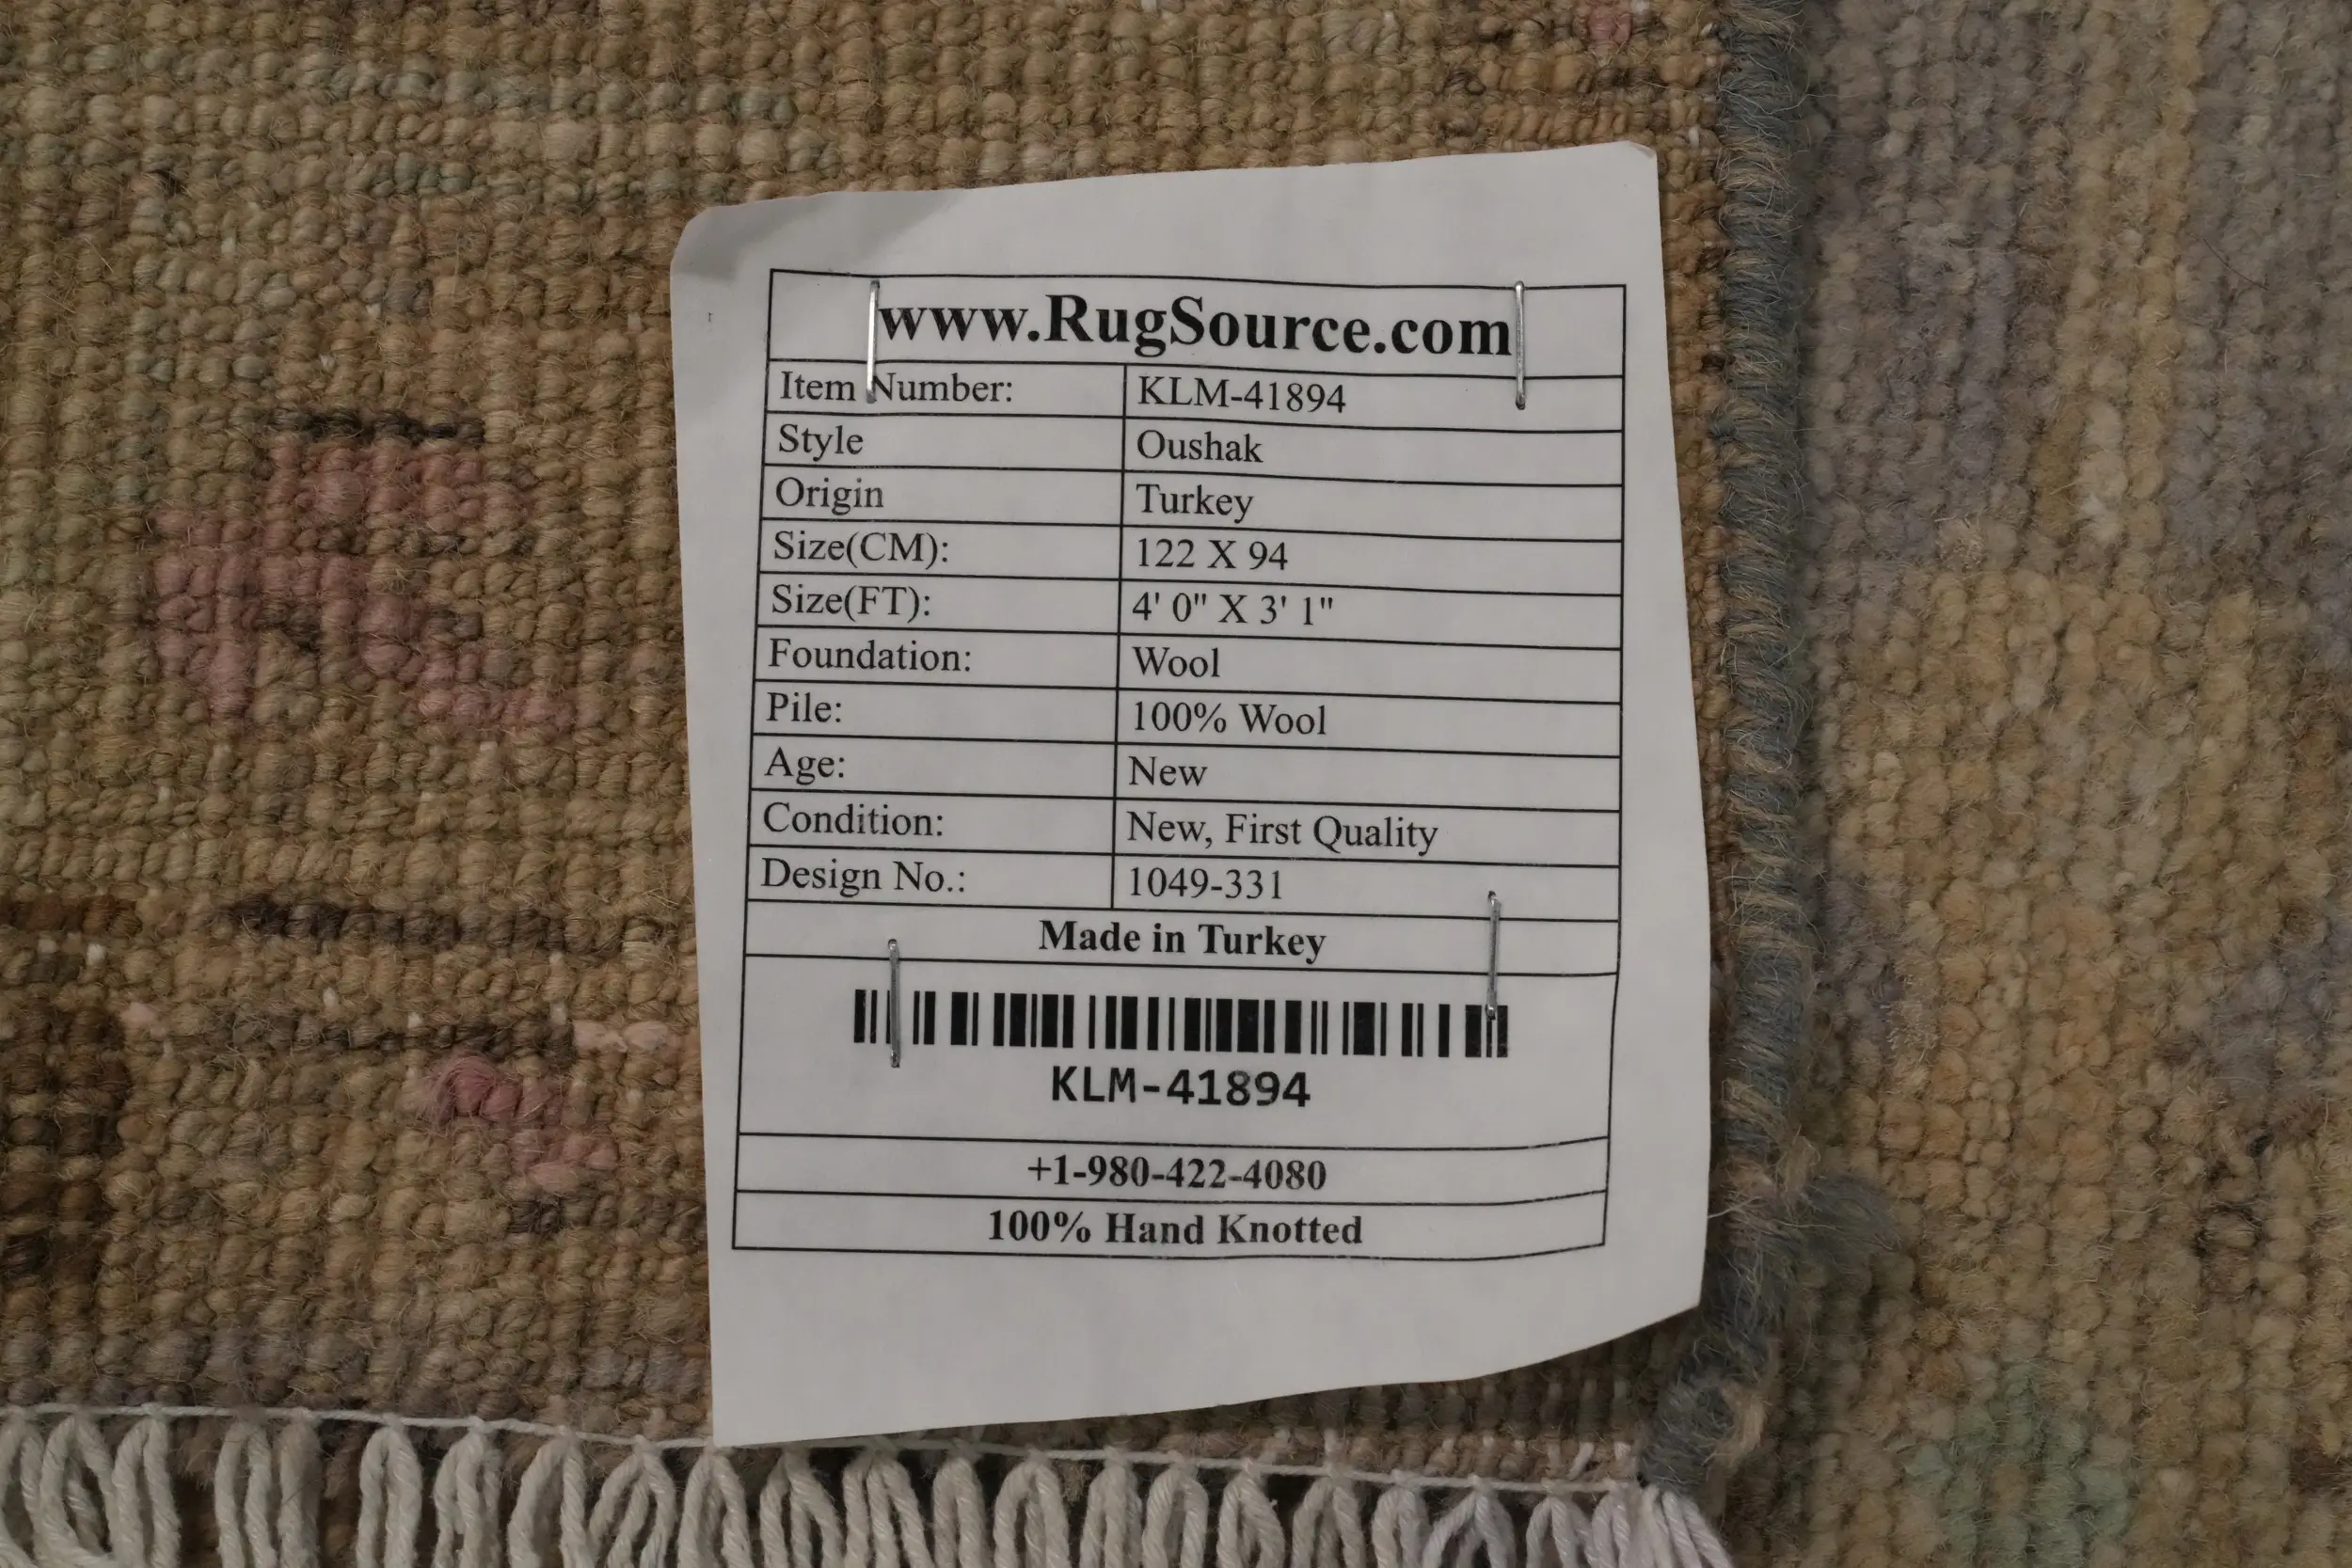 www.RugSource.com
Item Number: KLM-41894
Style Oushak
Origin Turkey
Size(CM): 122 X 94
Size(FT): 4' 0" X 3' 1"
Foundation: Wool
Pile: 100% Wool
Age: New
Condition: New, First Quality
Design No.: 1049-331
Made in Turkey
KLM-41894
+1-980-422-4080
100% Hand Knotted